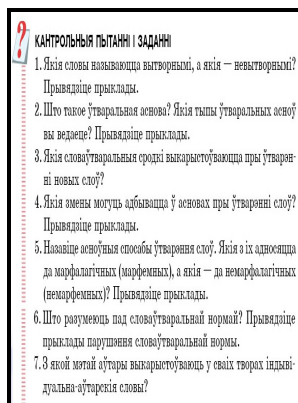 ?
КАНТРОЛЬНЫЯ ПЫТАННІ І ЗАДАННІ
1. Якія словы называюцца вытворнымі, а якія — невытворнымі?
Прывядзіце прыклады.
2. Што такое ўтваральная аснова? Якія тыпы ўтваральных асноў
вы ведаеце? Прывядзіце прыклады.
3. Якія словаўтваральныя сродкі выкарыстоўваюцца пры ўтварэн-
ні новых слоў?
4. Якія змены могуць адбывацца ў асновах пры ўтварэнні слоў?
Прывядзіце прыклады.
5. Назавіце асноўныя спосабы ўтварэння слоў. Якія з іх адносяцца
да марфалагічных (марфемных), а якія — да немарфалагічных
(немарфемных)? Прывядзіце прыклады.
6. Што разумеюць пад словаўтваральнай нормай? Прывядзіце
прыклады парушэння словаўтваральнай нормы.
7. З якой мэтай аўтары выкарыстоўваюць у сваіх творах індыві-
дуальна-аўтарскія словы?